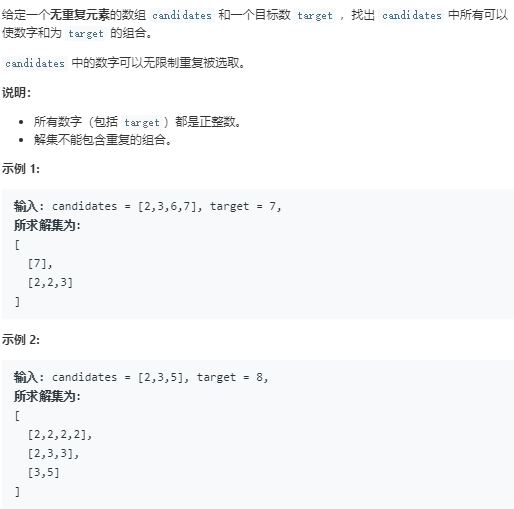 给定一个无重复元素的数组 candidates 和一个目标数 target ，找出 candidates 中所有可以
使数字和为 target 的组合。
candidates 中的数字可以无限制重复被选取。
说明：
• 所有数字（包括 target）都是正整数。
• 解集不能包含重复的组合。
示例 1:
输入: candidates = [2,3,6,7], target = 7,
所求解集为:
[
  [7],
  [2,2,3]
]
示例 2:
输入: candidates = [2,3,5], target = 8,
所求解集为:
[
  [2,2,2,2],
  [2,3,3],
  [3,5]
]